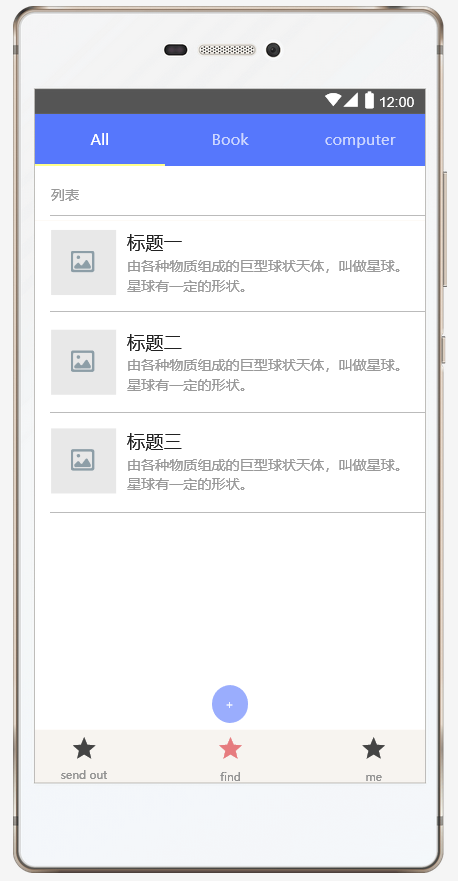 12:00
All Book computer
列表
标题一
由各种物质组成的巨型球状天体，叫做星球。
星球有一定的形状。
标题二
由各种物质组成的巨型球状天体，叫做星球。
星球有一定的形状。
标题三
由各种物质组成的巨型球状天体，叫做星球。
星球有一定的形状。
+
send out find me